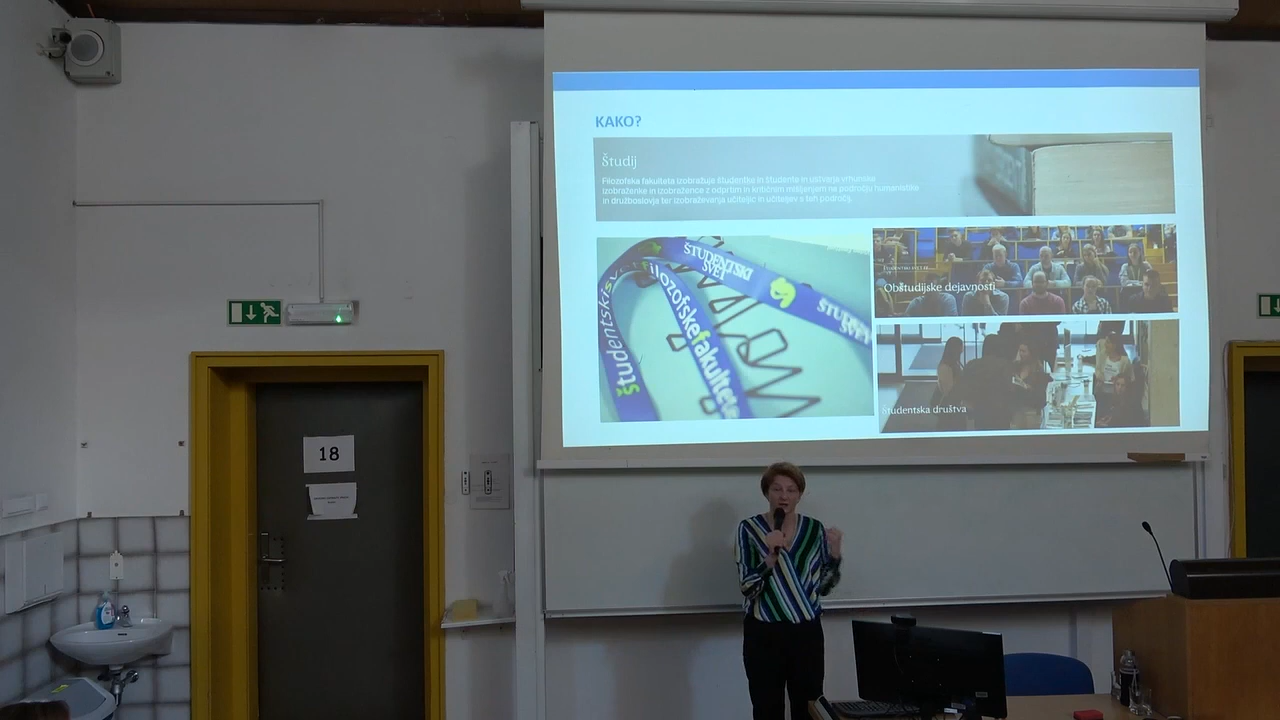 KAKO?
Študij
Filozofska fakulteta izobražuje študentke in študente in ustvarja vrhunske
izobraženke in izobražence z odprtim in kritičnim mišljenjem na področju humanistike
in družboslovja ter izobraževanja učiteljic in učiteljev s teh področij.
ŠTUDENTSKI
SVET
ŠTUDENTSKI
SVET
študentskisvet
filozofskefakultete
Obštudijske dejavnosti
Študentska društva
18